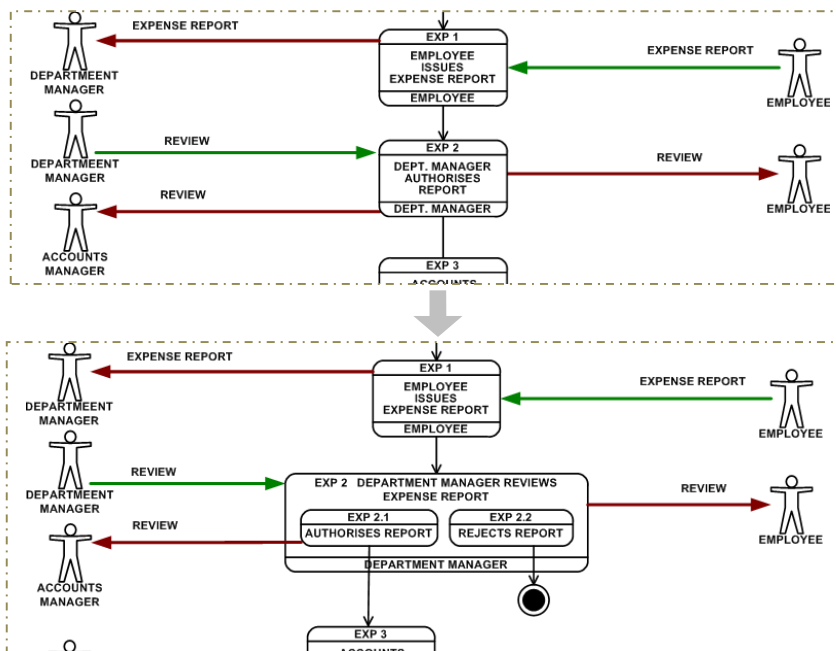 EXPENSE REPORT
EXP 1
EMPLOYEE
ISSUES
EXPENSE REPORT
EMPLOYEE
EXPENSE REPORT
DEPARTMEENT
MANAGER
EMPLOYEE
REVIEW
DEPARTMEENT
MANAGER
EXP 2
DEPT. MANAGER
AUTHORISES
REPORT
DEPT. MANAGER
REVIEW
EMPLOYEE
REVIEW
ACCOUNTS
MANAGER
EXP 3
ACCOUNTS
EXPENSE REPORT
EXP 1
EMPLOYEE
ISSUES
EXPENSE REPORT
EMPLOYEE
EXPENSE REPORT
DEPARTMEENT
MANAGER
EMPLOYEE
REVIEW
DEPARTMEENT
MANAGER
EXP 2 DEPARTMENT MANAGER REVIEWS
EXPENSE REPORT
EXP 2.1
AUTHORISES REPORT
EXP 2.2
REJECTS REPORT
DEPARTMENT MANAGER
REVIEW
EMPLOYEE
REVIEW
ACCOUNTS
MANAGER
EXP 3
ACCOUNTS